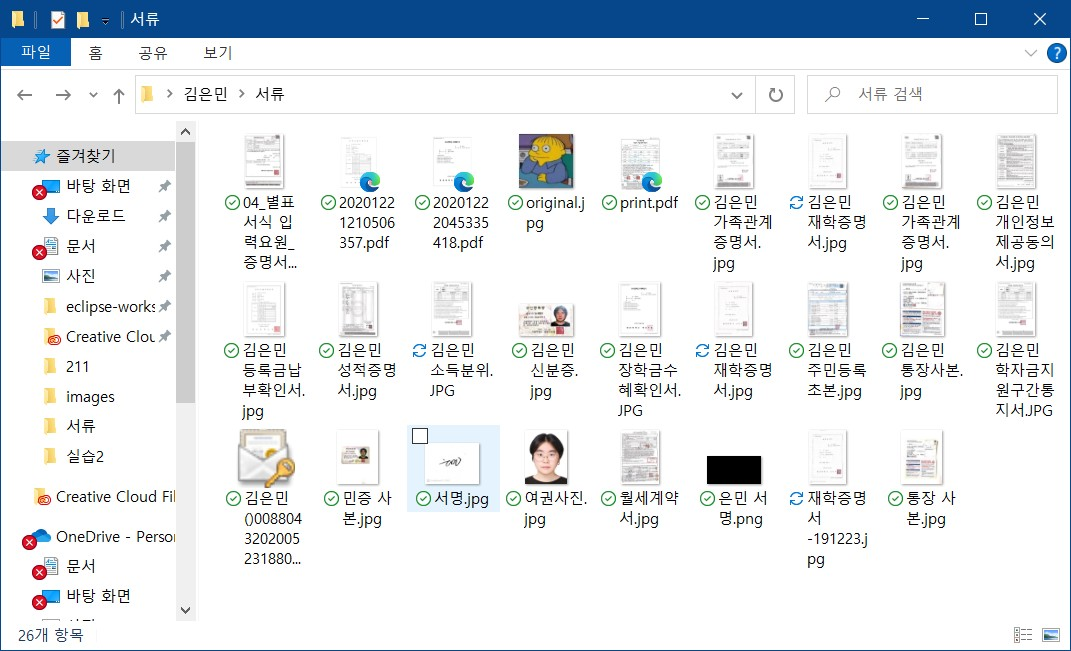 서류
파일 홈 공유 보기
김은민 > 서류
서류 검색
즐겨찾기
바탕 화면
다운로드
문서
사진
eclipse-works
Creative Clou
211
images
서류
실습2
Creative Cloud Fil
OneDrive - Perso
문서
바탕 화면
04_별표
서식 입
력요원_
증명서...
20201221
1210506
357.pdf
20201222
2045335
418.pdf
original.j
pg
print.pdf
김은민
가족관계
증명서.
jpg
김은민
재학증명
서.jpg
김은민
가족관계
증명서.
jpg
김은민
개인정보
제공동의
서.jpg
김은민
등록금납
부확인서.
jpg
김은민
성적증명
서.jpg
김은민
소득분위.
JPG
김은민
신분증.
jpg
김은민
장학금수
혜확인서.
JPG
김은민
재학증명
서.jpg
김은민
주민등록
초본.jpg
김은민
통장사본.
jpg
김은민
학자금지
원구간통
지서.JPG
김은민
()008804
3202005
231880...
민증 사
본.jpg
서명.jpg
여권사진.
jpg
월세계약
서.jpg
은민 서
명.png
재학증명
서
-191223.j
pg
통장 사
본.jpg
26개 항목